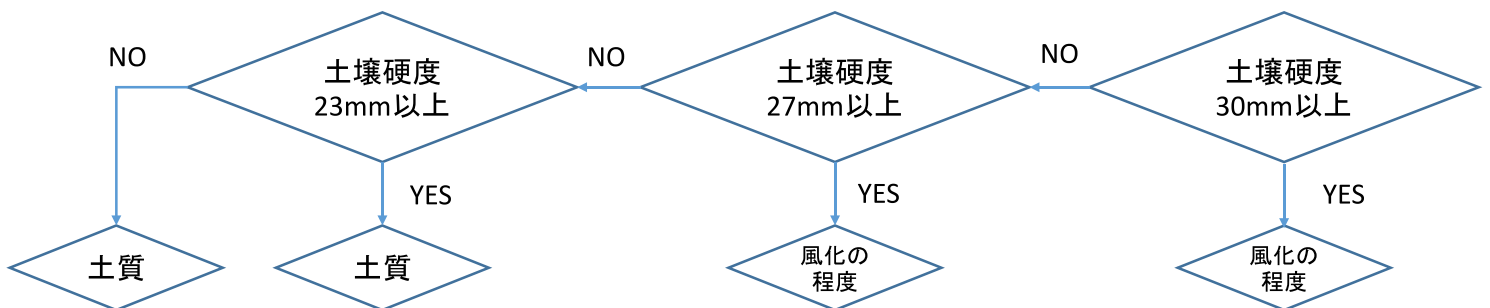 NO
土壌硬度
23mm以上
NO
土壌硬度
27mm以上
NO
土壌硬度
30mm以上
YES
YES
YES
土質
土質
風化の
程度
風化の
程度